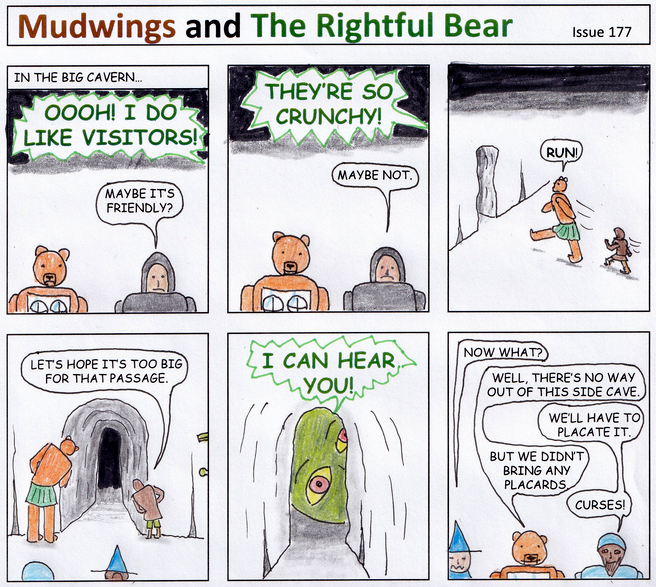 Mudwings and The Rightful Bear
Issue 177
IN THE BIG CAVERN...
OOOH! I DO
LIKE VISITORS!
MAYBE IT'S
FRIENDLY?
THEY'RE SO
CRUNCHY!
MAYBE NOT.
RUN!
LET'S HOPE IT'S TOO BIG
FOR THAT PASSAGE.
I CAN HEAR
YOU!
NOW WHAT?
WELL, THERE'S NO WAY
OUT OF THIS SIDE CAVE.
WE'LL HAVE TO
PLACATE IT.
BUT WE DIDN'T
BRING ANY
PLACARDS.
CURSES!